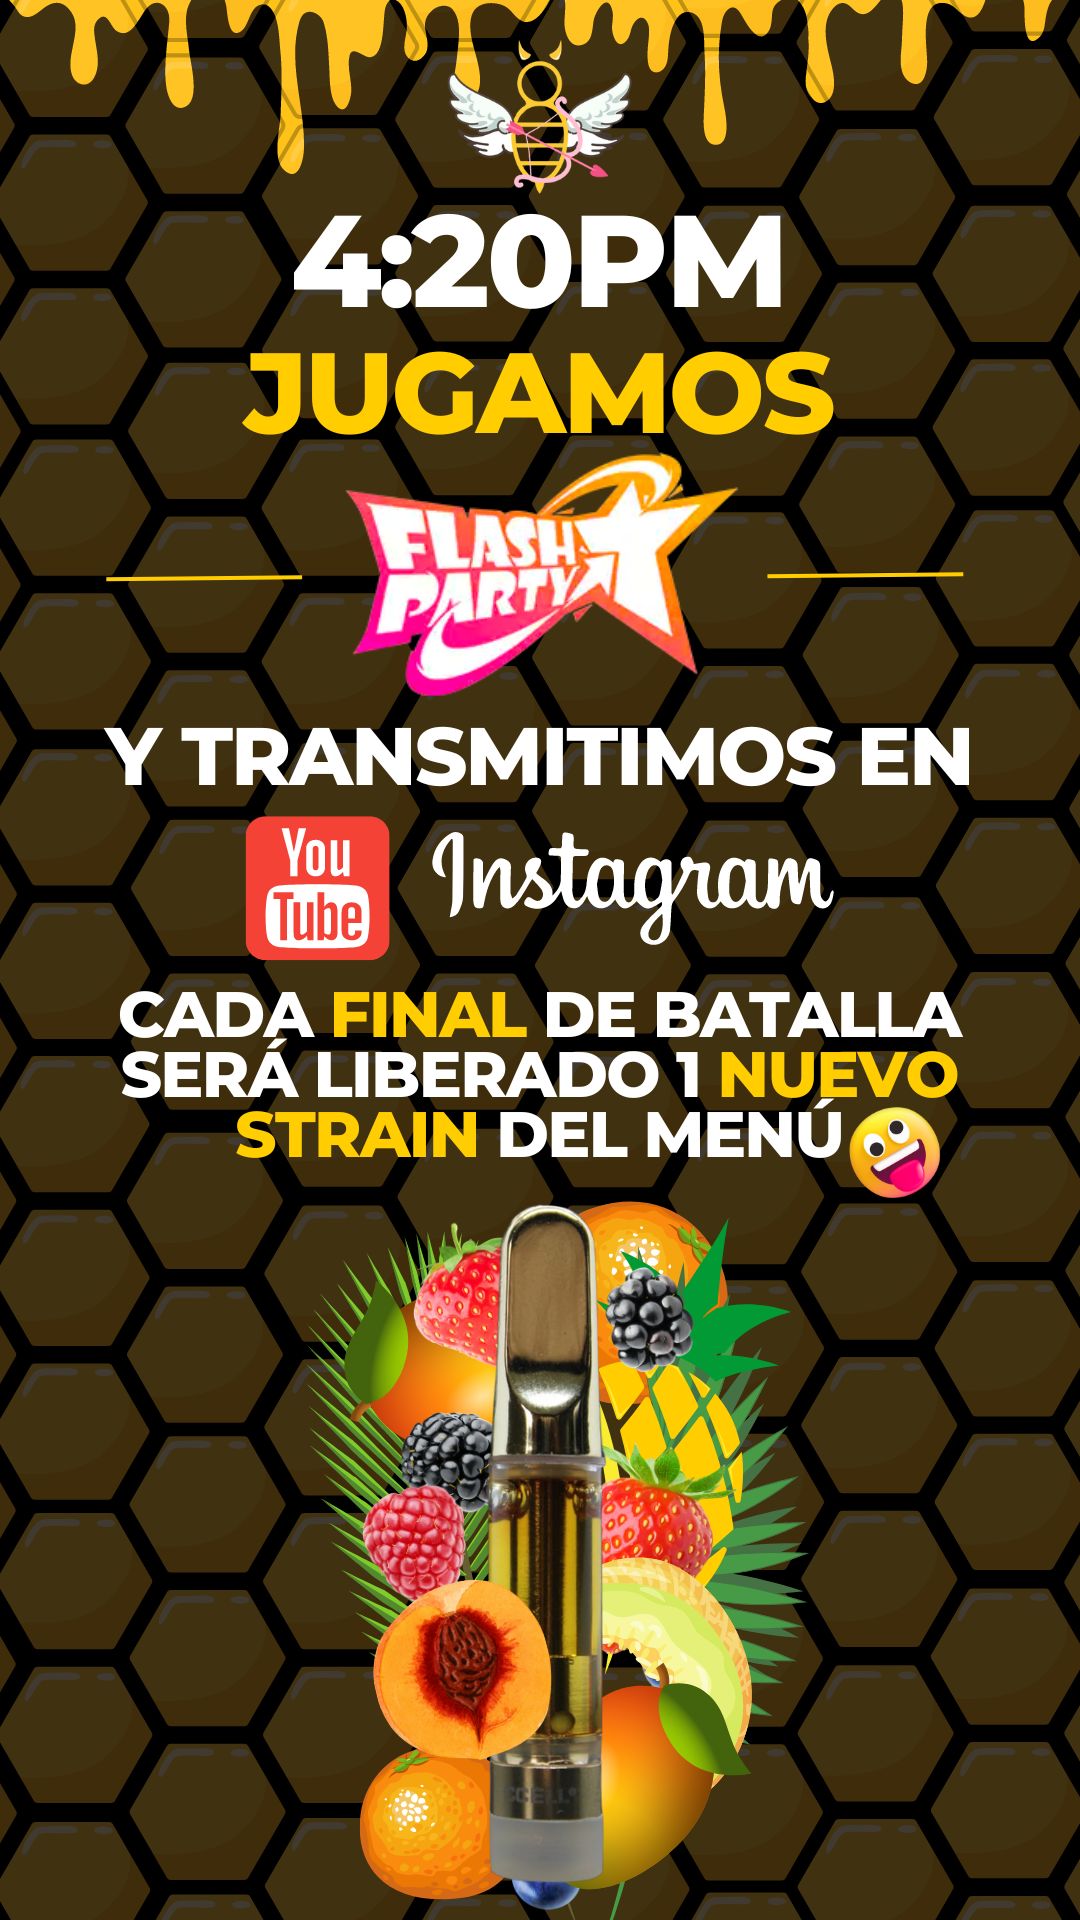 4:20PM
JUGAMOS
FLASH
PARTY
Y TRANSMITIMOS EN
You
Tube
Instagram
CADA FINAL DE BATALLA
SERÁ LIBERADO 1 NUEVO
STRAIN DEL MENÚ
CCELL